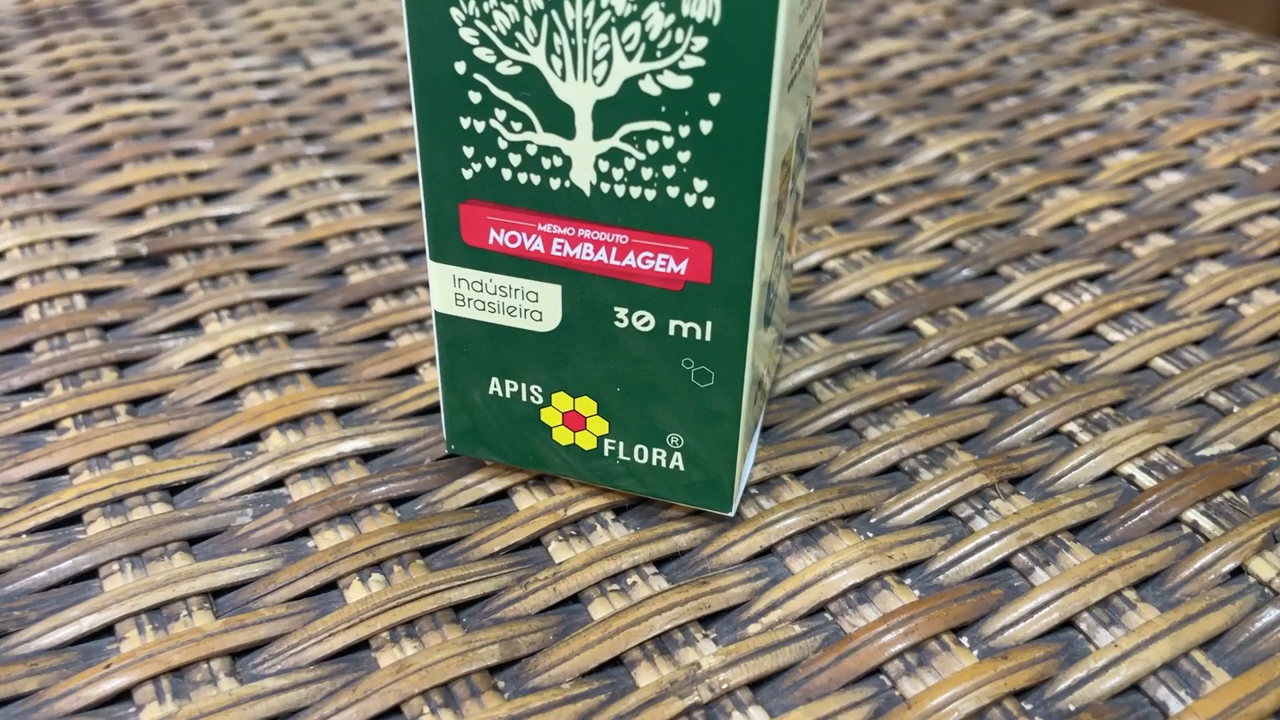 MESMO PRODUTO
NOVA EMBALAGEM
Indústria
Brasileira
30 ml
APIS
FLORA®